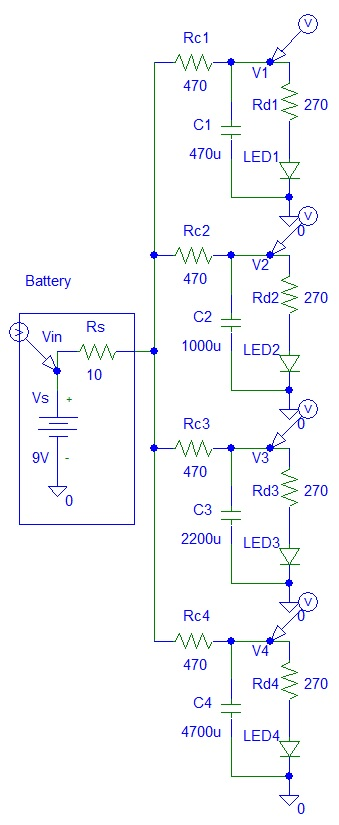 V
Rc1
V1
470
Rd1 270
C1
470u
LED1
V
0
Rc2
V2
470
Rd2 270
Battery
C2
1000u
LED2
V
Vin
Rs
10
0
Vs +
9V -
0
Rc3
V3
470
Rd3 270
C3
2200u
LED3
V
0
Rc4
V4
470
Rd4 270
C4
4700u
LED4
V
0